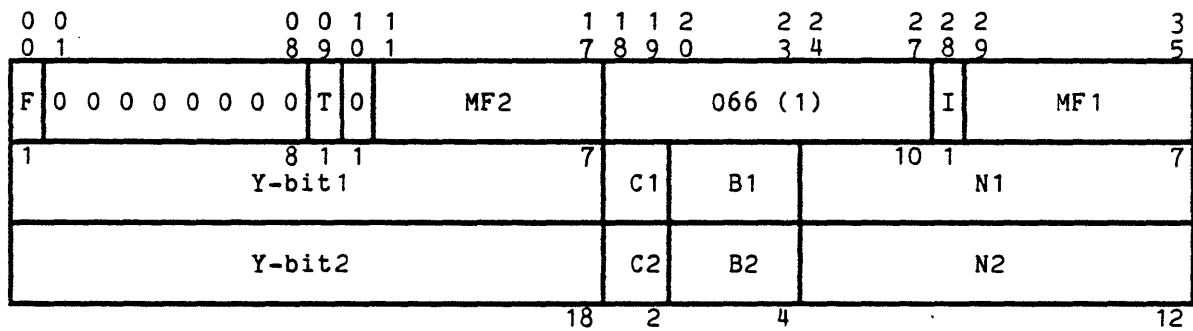 0 0 0 0 1 1 1 1 1 2 2 2 2 2 2 3
0 1 8 9 0 1 7 8 9 0 3 4 7 8 9 5
F 0 0 0 0 0 0 0 0 T 0 MF2 066 (1) I MF1
1 8 1 1 7 10 1 7
Y-bit1 C1 B1 N1
Y-bit2 C2 B2 N2
18 2 4 12